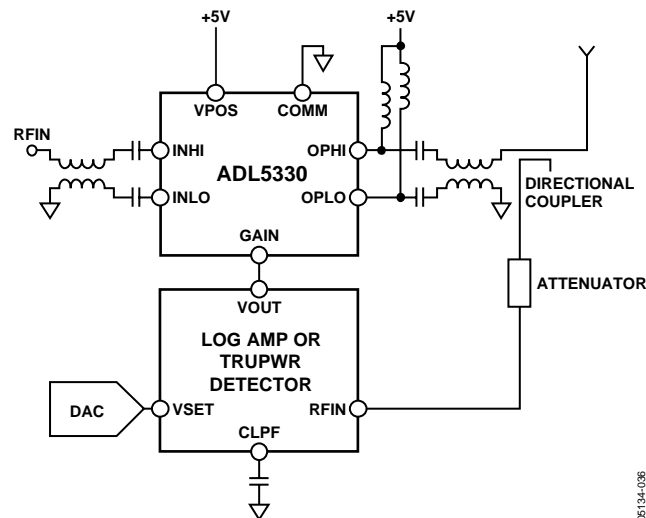 +5V
+5V
VPOS
COMM
RFIN
INHI
OPHI
ADL5330
INLO
OPLO
DIRECTIONAL
COUPLER
GAIN
ATTENUATOR
VOUT
LOG AMP OR
TRUPWR
DETECTOR
DAC
VSET
RFIN
CLPF
05134-036